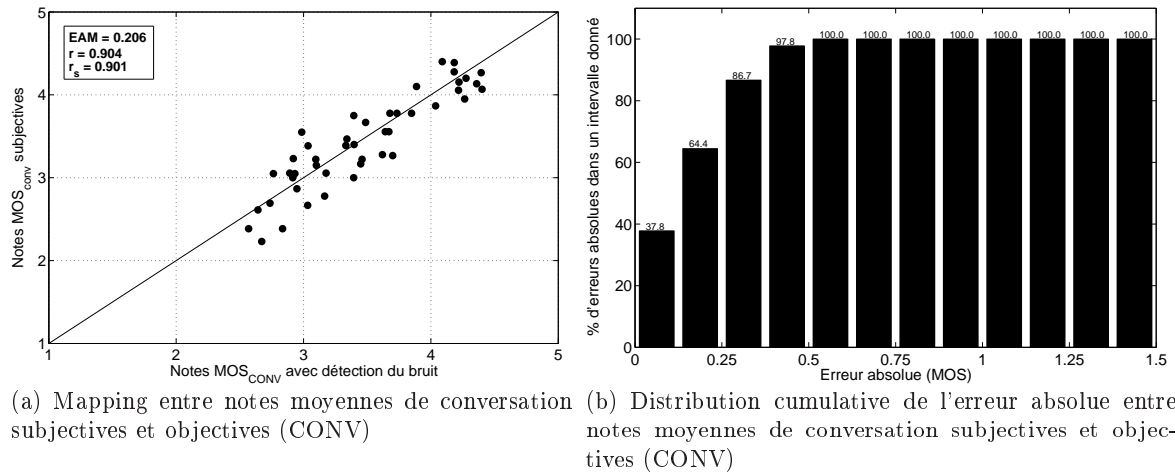 5
4
3
2
1
EAM = 0.206
r = 0.904
r_s = 0.901
Notes MOS_conv subjectives
1 2 3 4 5
Notes MOS_CONV avec détection du bruit
(a) Mapping entre notes moyennes de conversation
subjectives et objectives (CONV)
100
80
60
40
20
0
% d'erreurs absolues dans un intervalle donné
37.8 64.4 86.7 97.8 100.0 100.0 100.0 100.0 100.0 100.0 100.0 100.0
0 0.25 0.5 0.75 1 1.25 1.5
Erreur absolue (MOS)
(b) Distribution cumulative de l'erreur absolue entre
notes moyennes de conversation subjectives et objec-
tives (CONV)